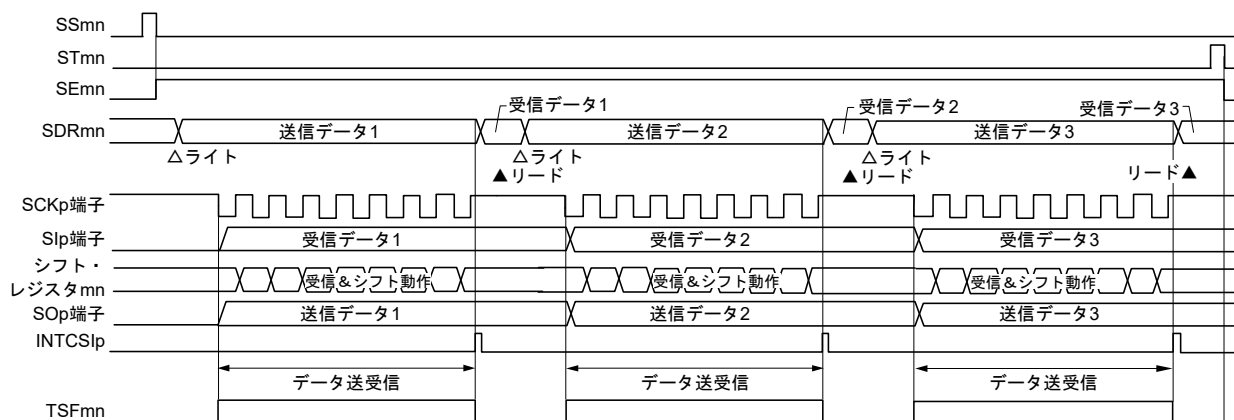 SSmn
STmn
SEmn
受信データ1 受信データ2 受信データ3
SDRmn 送信データ1 送信データ2 送信データ3
△ライト △ライト △ライト
▲リード ▲リード リード▲
SCKp端子
SIp端子 受信データ1 受信データ2 受信データ3
シフト・
レジスタmn 受信&シフト動作 受信&シフト動作 受信&シフト動作
SOp端子 送信データ1 送信データ2 送信データ3
INTCSIp
データ送受信 データ送受信 データ送受信
TSFmn